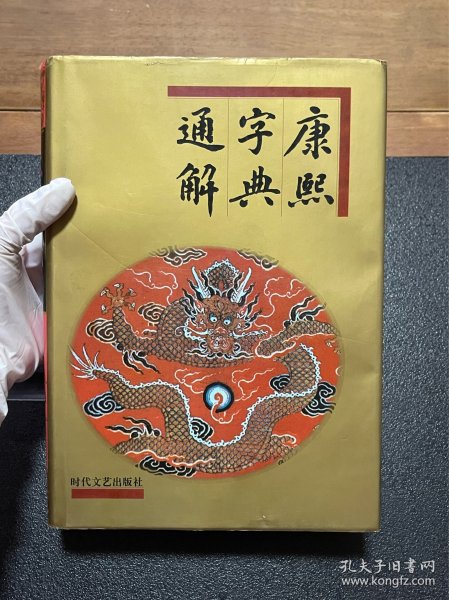 康熙
字典
通解
时代文艺出版社
孔夫子旧书网
www.kongfz.com